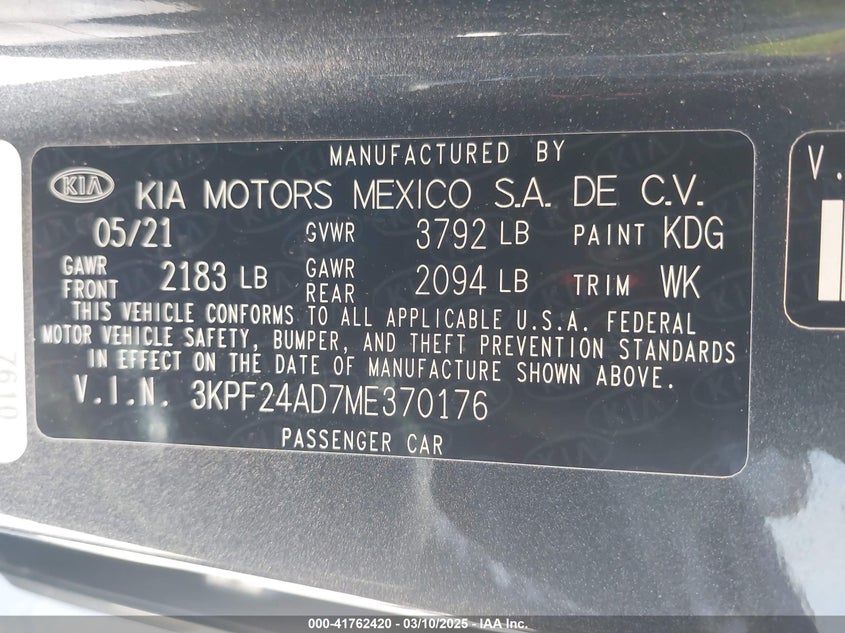 MANUFACTURED BY
KIA KIA MOTORS MEXICO S.A. DE C.V.
05/21 GVWR 3792 LB PAINT KDG
GAWR FRONT 2183 LB GAWR REAR 2094 LB TRIM WK
THIS VEHICLE CONFORMS TO ALL APPLICABLE U.S.A. FEDERAL
MOTOR VEHICLE SAFETY, BUMPER, AND THEFT PREVENTION STANDARDS
IN EFFECT ON THE DATE OF MANUFACTURE SHOWN ABOVE.
V.I.N. 3KPF24AD7ME370176
PASSENGER CAR
V.
7610
000-41762420 - 03/10/2025 - IAA Inc.